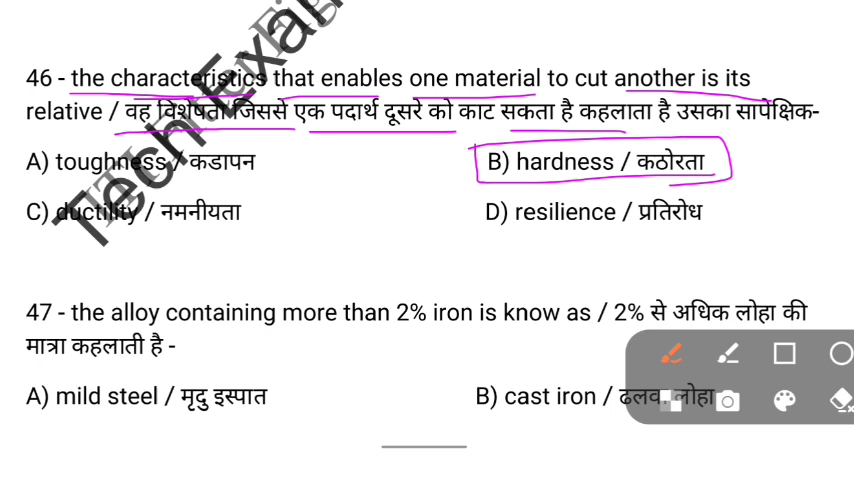 46 - the characteristics that enables one material to cut another is its
relative / वह विशेषता जिससे एक पदार्थ दूसरे को काट सकता है कहलाता है उसका सापेक्षिक-
A) toughness / कडापन
B) hardness / कठोरता
C) ductility / नमनीयता
D) resilience / प्रतिरोध
47 - the alloy containing more than 2% iron is know as / 2% से अधिक लोहा की
मात्रा कहलाती है -
A) mild steel / मृदु इस्पात
B) cast iron / ढलवा लोहा
Tech Exam